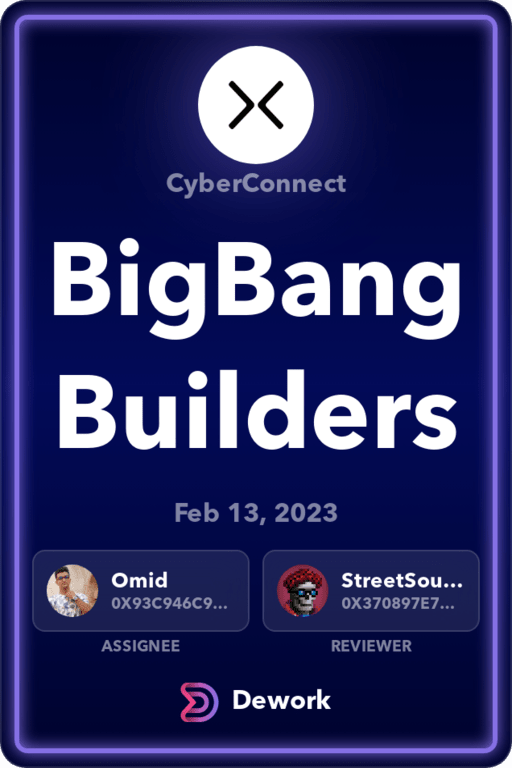 CyberConnect
BigBang
Builders
Feb 13, 2023
Omid
0X93C946C9...
ASSIGNEE
StreetSou...
0X370897E7...
REVIEWER
Dework